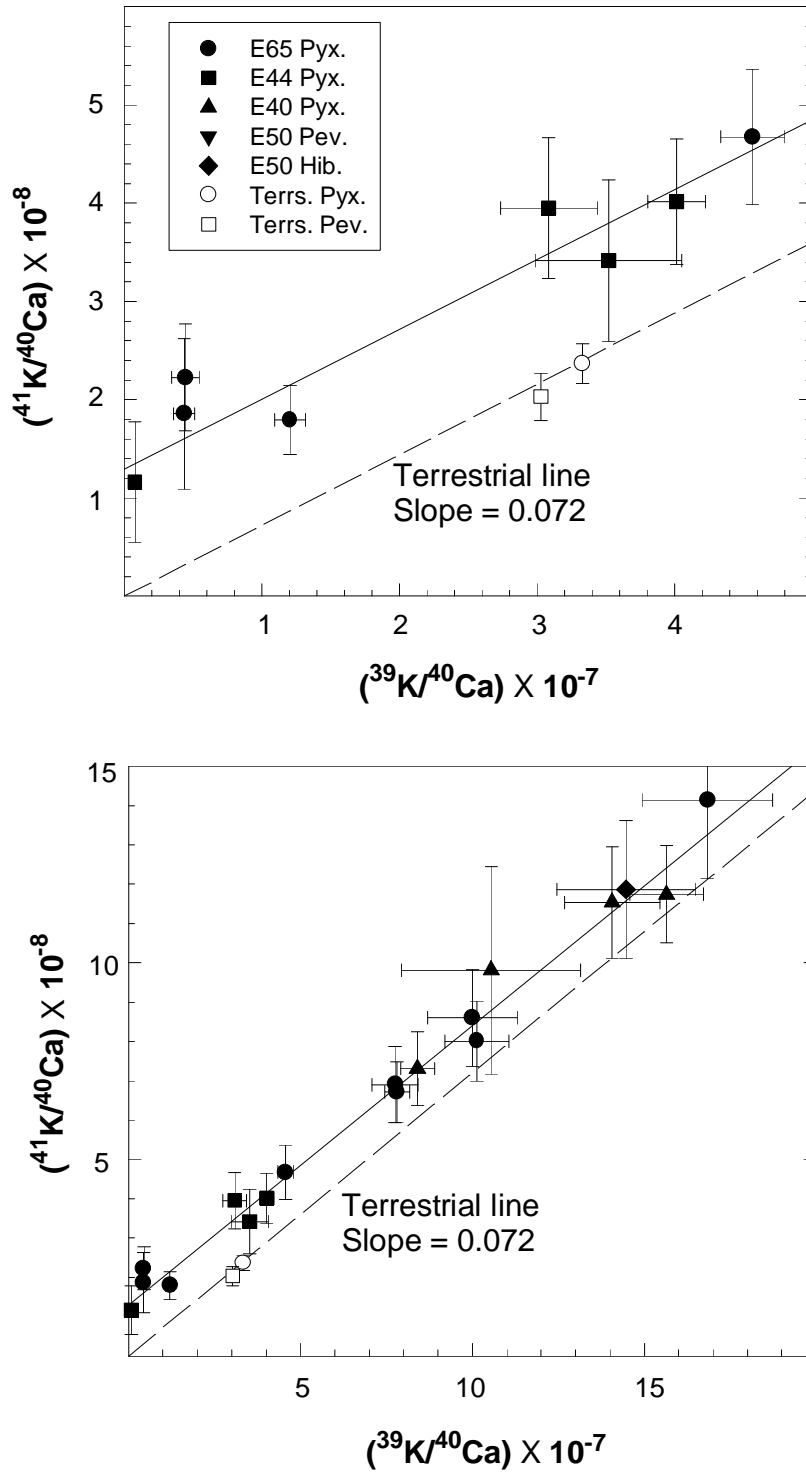 E65 Pyx.
E44 Pyx.
E40 Pyx.
E50 Pev.
E50 Hib.
Terrs. Pyx.
Terrs. Pev.
5
4
3
2
1
(⁴¹K/⁴⁰Ca) X 10⁻⁸
Terrestrial line
Slope = 0.072
1 2 3 4
(³⁹K/⁴⁰Ca) X 10⁻⁷
15
10
5
(⁴¹K/⁴⁰Ca) X 10⁻⁸
Terrestrial line
Slope = 0.072
5 10 15
(³⁹K/⁴⁰Ca) X 10⁻⁷